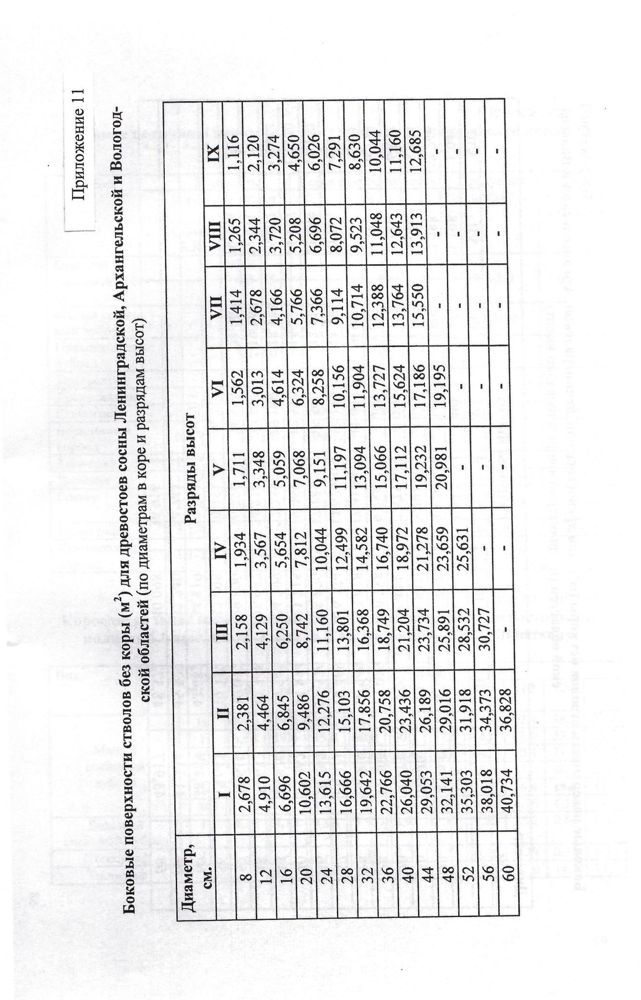 Приложение 11
Боковые поверхности стволов без коры (м²) для древостоев сосны Ленинградской, Архангельской и Вологод-
ской областей (по диаметрам в коре и разрядам высот)
Диаметр, см. Разряды высот
I II III IV V VI VII VIII IX
8 2,678 2,381 2,158 1,934 1,711 1,562 1,414 1,265 1,116
12 4,910 4,464 4,129 3,567 3,348 3,013 2,678 2,344 2,120
16 6,696 6,845 6,250 5,654 5,059 4,614 4,166 3,720 3,274
20 10,602 9,486 8,742 7,812 7,068 6,324 5,766 5,208 4,650
24 13,615 12,276 11,160 10,044 9,151 8,258 7,366 6,696 6,026
28 16,666 15,103 13,801 12,499 11,197 10,156 9,114 8,072 7,291
32 19,642 17,856 16,368 14,582 13,094 11,904 10,714 9,523 8,630
36 22,766 20,758 18,749 16,740 15,066 13,727 12,388 11,048 10,044
40 26,040 23,436 21,204 18,972 17,112 15,624 13,764 12,643 11,160
44 29,053 26,189 23,734 21,278 19,232 17,186 15,550 13,913 12,685
48 32,141 29,016 25,891 23,659 20,981 19,195 - - -
52 35,303 31,918 28,532 25,631 - - - - -
56 38,018 34,373 30,727 - - - - - -
60 40,734 36,828 - - - - - - -